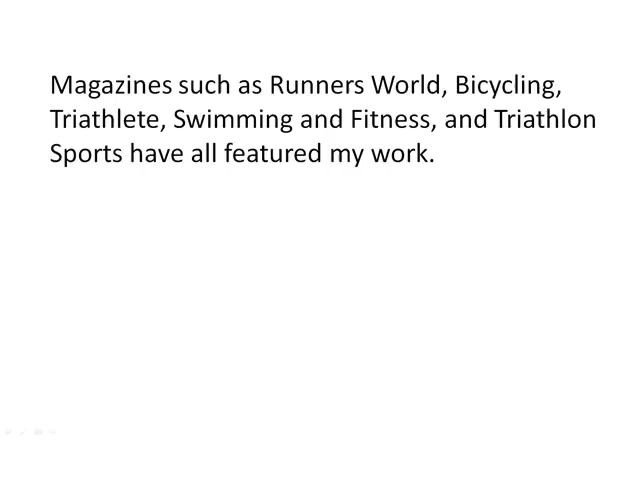 Magazines such as Runners World, Bicycling,
Triathlete, Swimming and Fitness, and Triathlon
Sports have all featured my work.